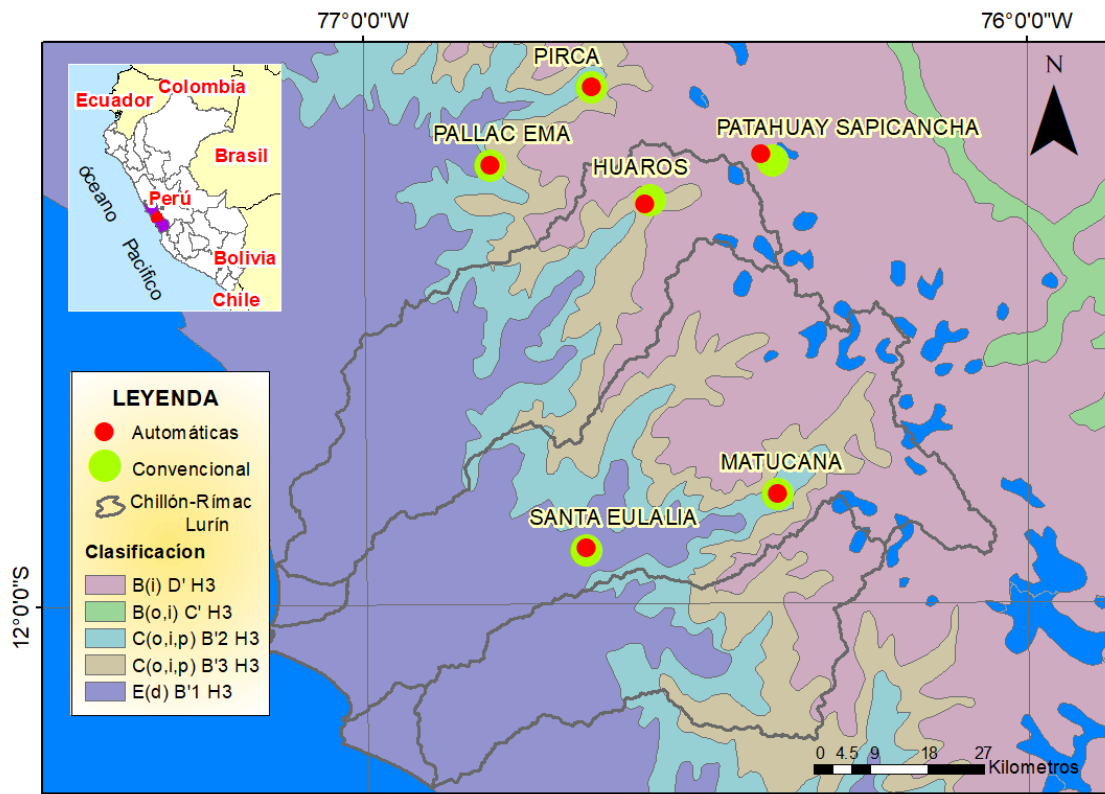 77°0'0"W
76°0'0"W
PIRCA
N
PALLAC EMA
PATAHUAY SAPICANCHA
HUAROS
Colombia
Ecuador
Brasil
Perú
óceano
Pacifico
Bolivia
Chile
LEYENDA
Automáticas
Convencional
Chillón-Rímac
Lurín
Clasificacíon
B(i) D' H3
B(o,i) C' H3
C(o,i,p) B'2 H3
C(o,i,p) B'3 H3
E(d) B'1 H3
MATUCANA
SANTA EULALIA
12°0'0"S
0 4.5 9 18 27
Kilometros